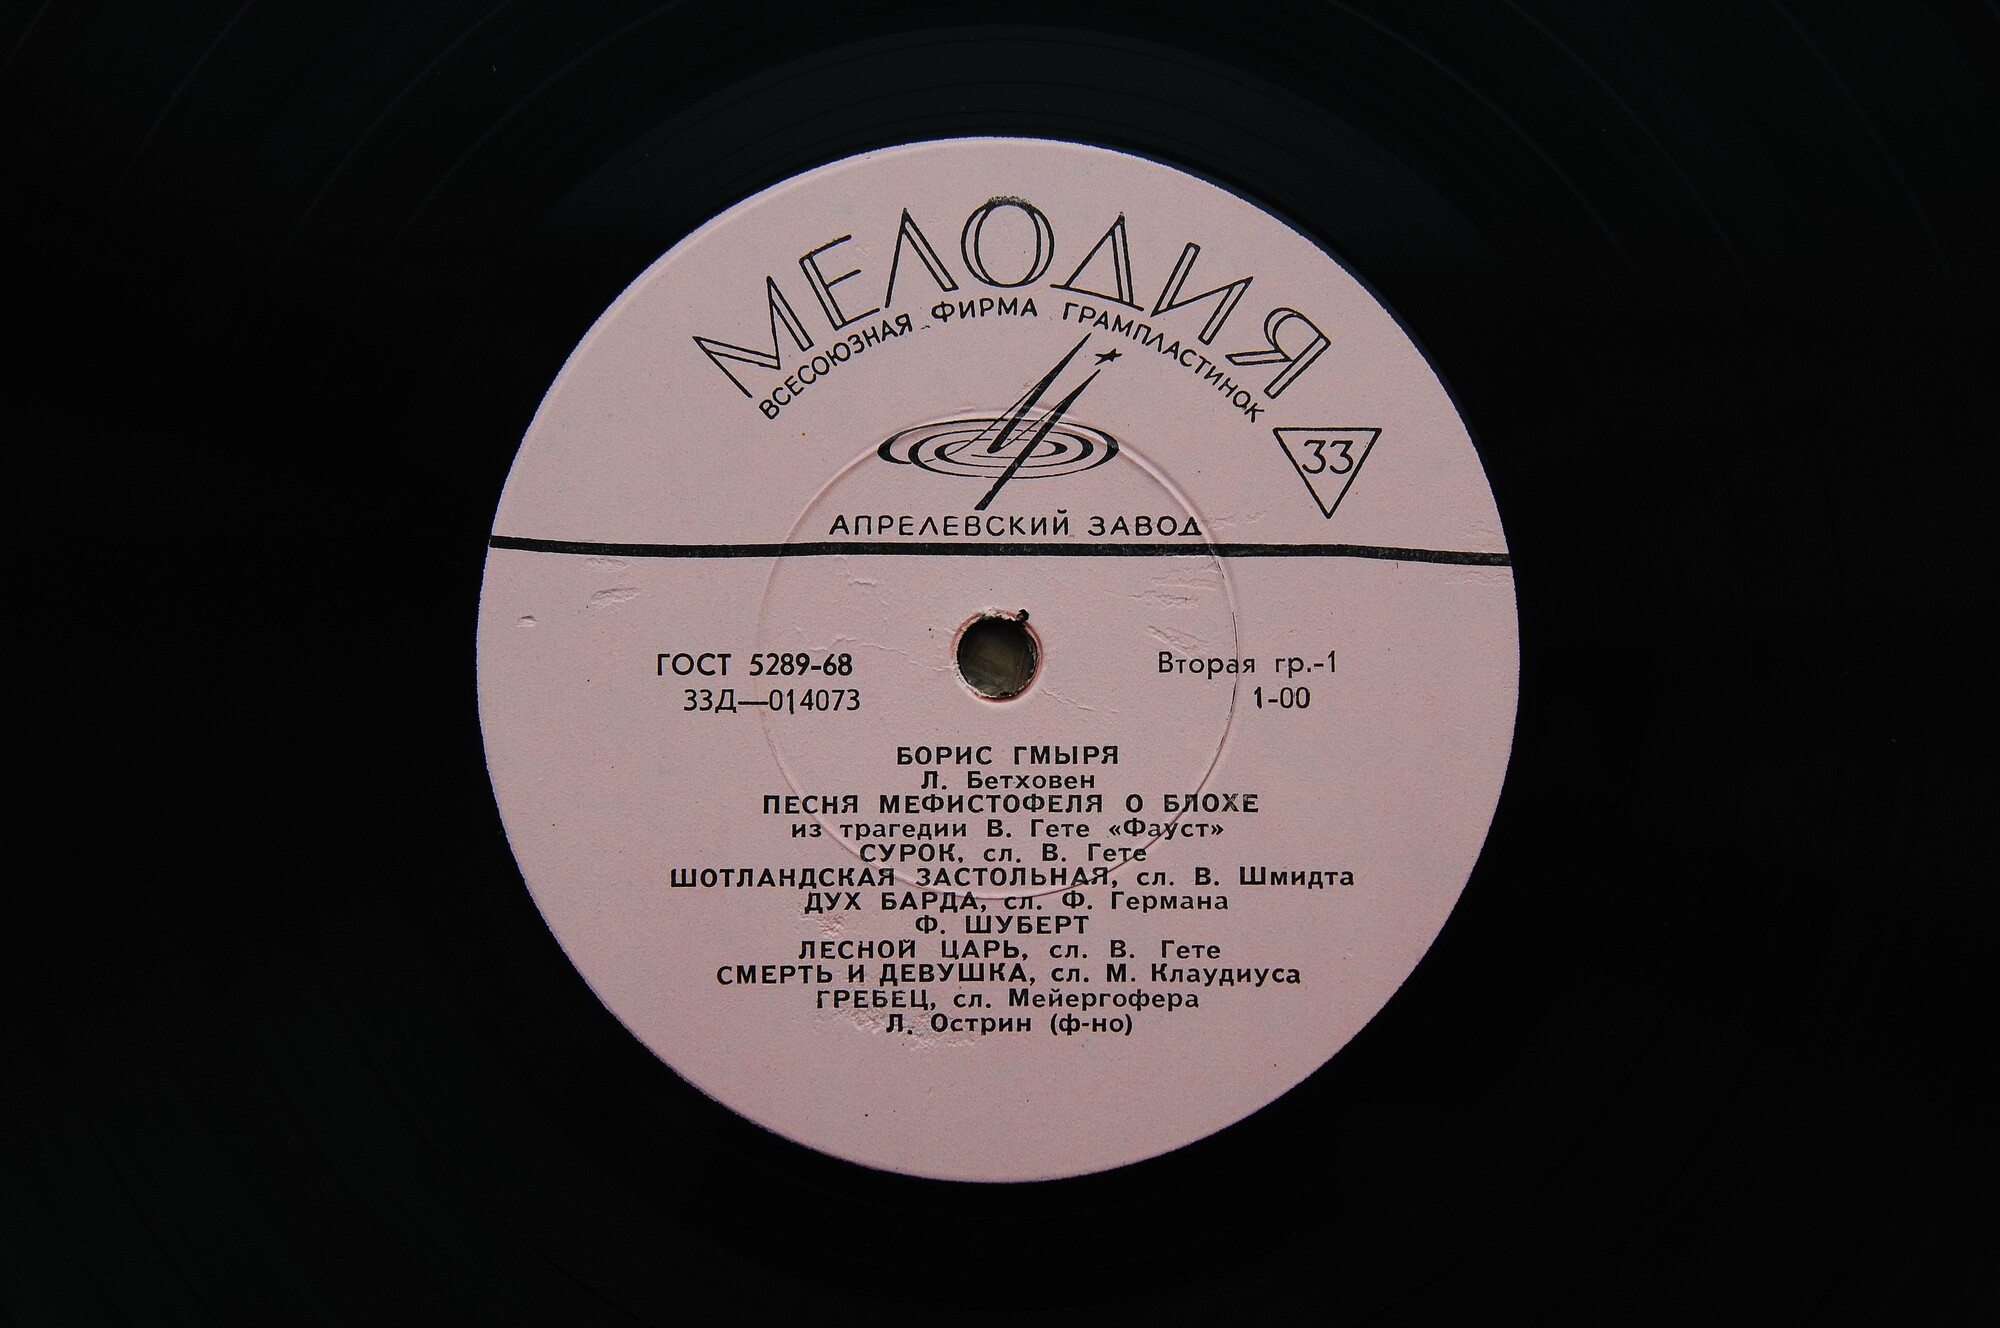 МЕЛОДИЯ
ВСЕСОЮЗНАЯ ФИРМА ГРАМПЛАСТИНОК
33
АПРЕЛЕВСКИЙ ЗАВОД
ГОСТ 5289-68
Вторая гр.-1
33Д—014073
1-00
БОРИС ГМЫРЯ
Л. Бетховен
ПЕСНЯ МЕФИСТОФЕЛЯ О БЛОХЕ
из трагедии В. Гете «Фауст»
СУРОК, сл. В. Гете
ШОТЛАНДСКАЯ ЗАСТОЛЬНАЯ, сл. В. Шмидта
ДУХ БАРДА, сл. Ф. Германа
Ф. ШУБЕРТ
ЛЕСНОЙ ЦАРЬ, сл. В. Гете
СМЕРТЬ И ДЕВУШКА, сл. М. Клаудиуса
ГРЕБЕЦ, сл. Мейергофера
Л. Острин (ф-но)